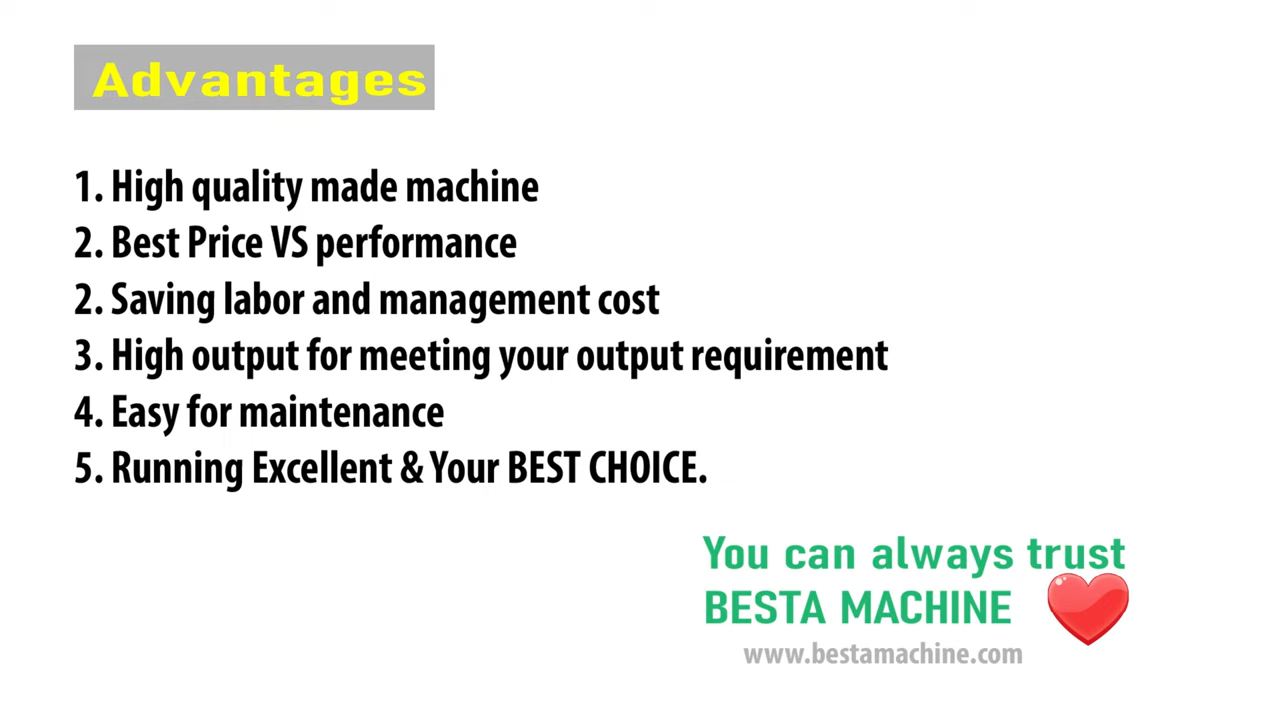 Advantages
1. High quality made machine
2. Best Price VS performance
2. Saving labor and management cost
3. High output for meeting your output requirement
4. Easy for maintenance
5. Running Excellent & Your BEST CHOICE.
You can always trust
BESTA MACHINE
www.bestamachine.com